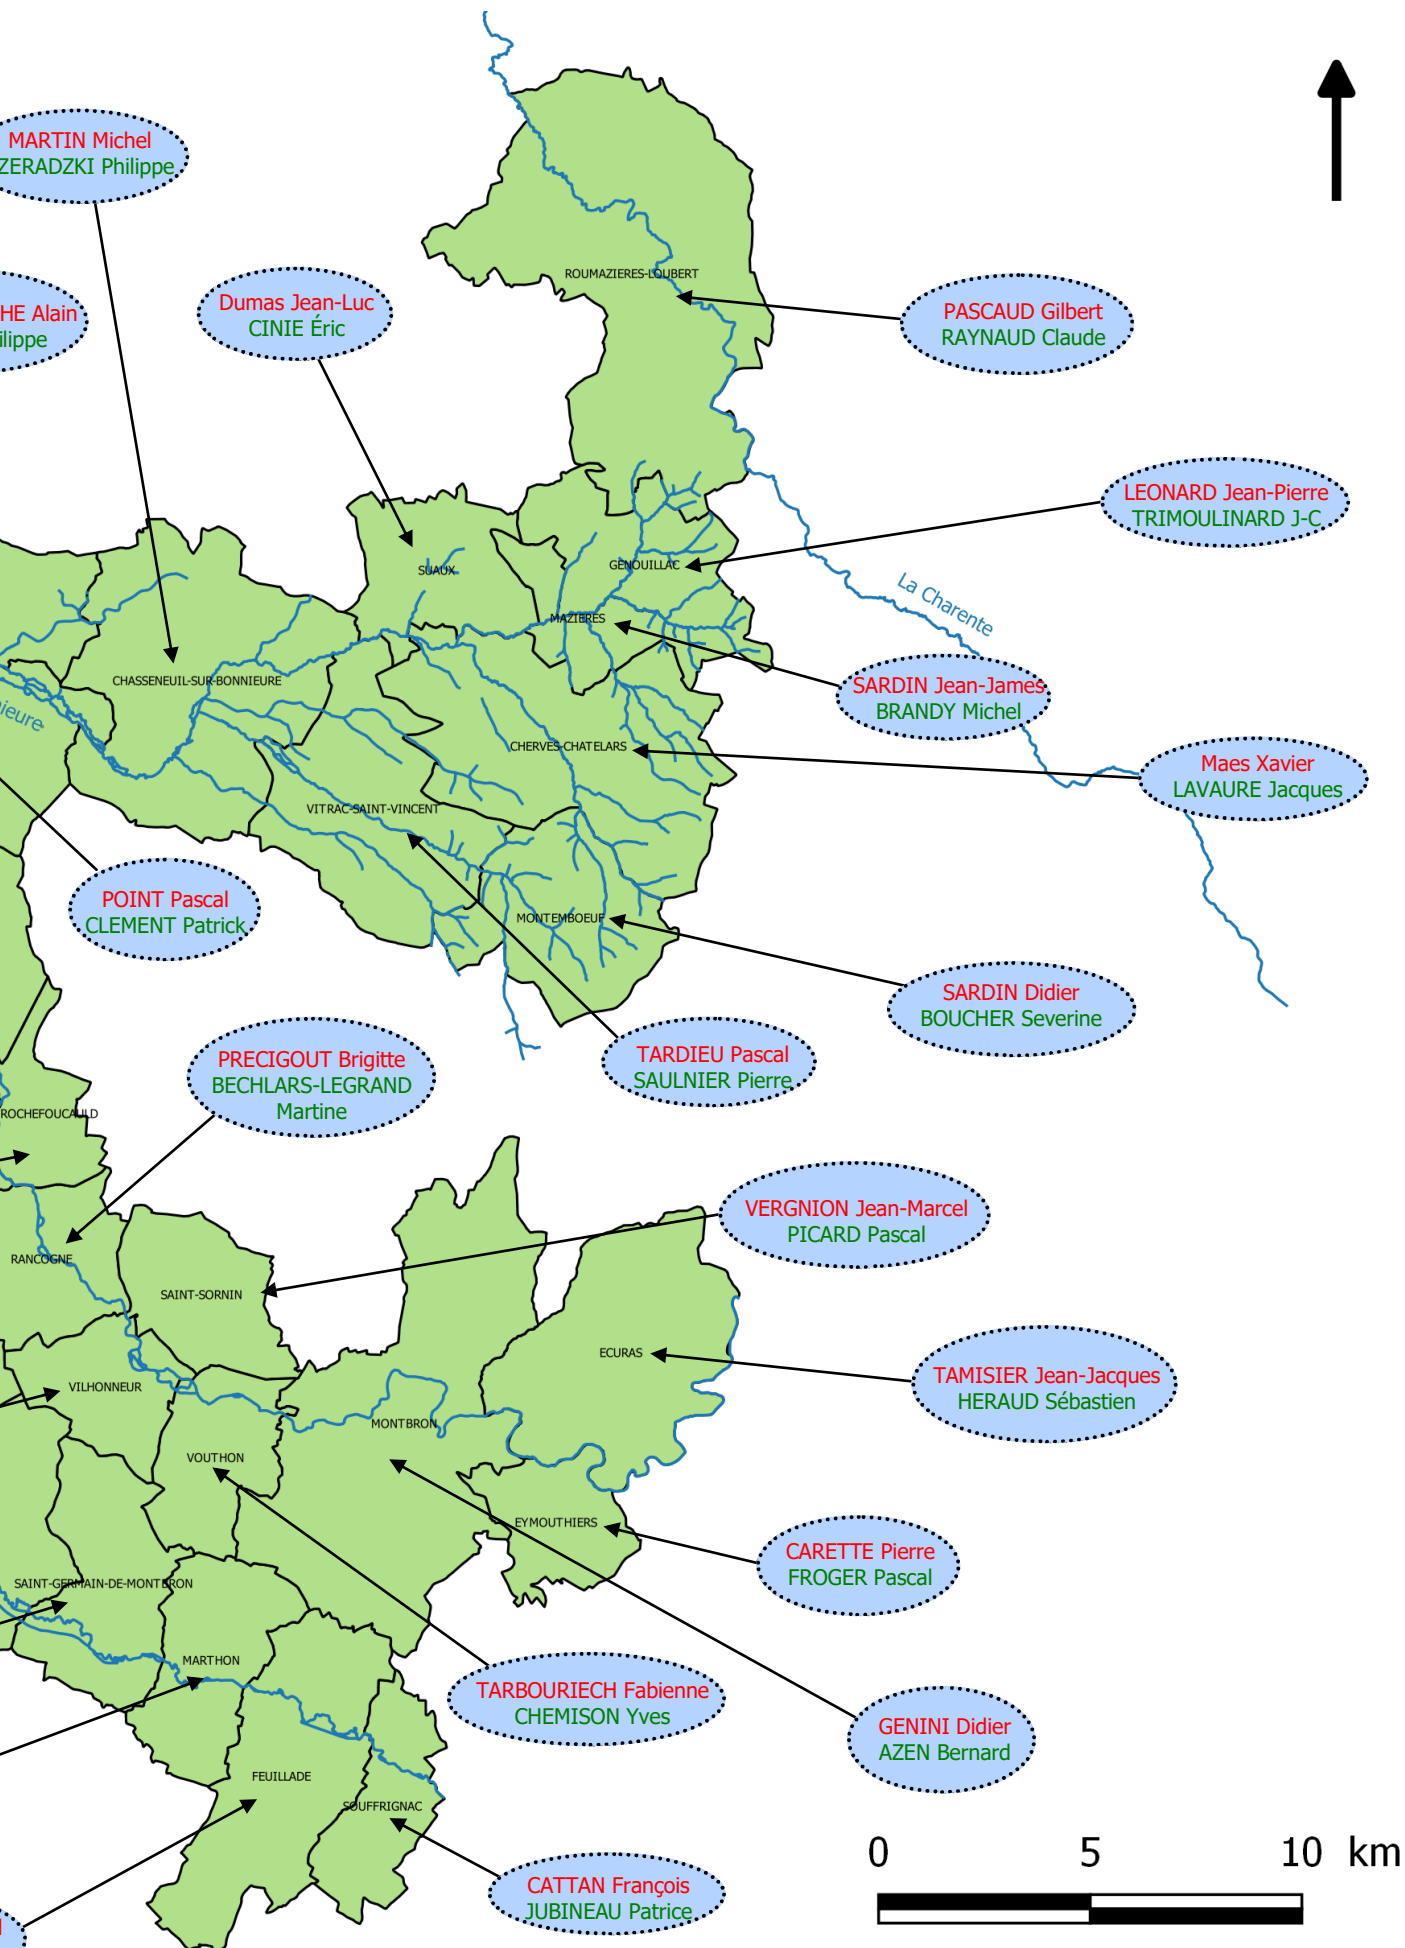 MARTIN Michel
ZERADZKI Philippe
HE Alain
ilippe
Dumas Jean-Luc
CINIE Éric
ROUMAZIERES-LOUBERT
PASCAUD Gilbert
RAYNAUD Claude
LEONARD Jean-Pierre
TRIMOULINARD J-C
SUAUX
GENOUILLAC
La Charente
MAZIERES
CHASSENEUIL-SUR-BONNIEURE
SARDIN Jean-James
BRANDY Michel
nieure
CHERVES-CHATELARS
Maes Xavier
LAVAURE Jacques
VITRAC-SAINT-VINCENT
POINT Pascal
CLEMENT Patrick
MONTEMBOEUF
SARDIN Didier
BOUCHER Severine
TARDIEU Pascal
SAULNIER Pierre
PRECIGOUT Brigitte
BECHLARS-LEGRAND
Martine
ROCHEFOUCAULD
VERGNION Jean-Marcel
PICARD Pascal
RANCOGNE
SAINT-SORNIN
ECURAS
TAMISIER Jean-Jacques
HERAUD Sébastien
VILHONNEUR
MONTBRON
VOUTHON
EYMOUTHIERS
CARETTE Pierre
FROGER Pascal
SAINT-GERMAIN-DE-MONTBRON
MARTHON
TARBOURIECH Fabienne
CHEMISON Yves
GENINI Didier
AZEN Bernard
FEUILLADE
SOUFFRIGNAC
CATTAN François
JUBINEAU Patrice
0 5 10 km